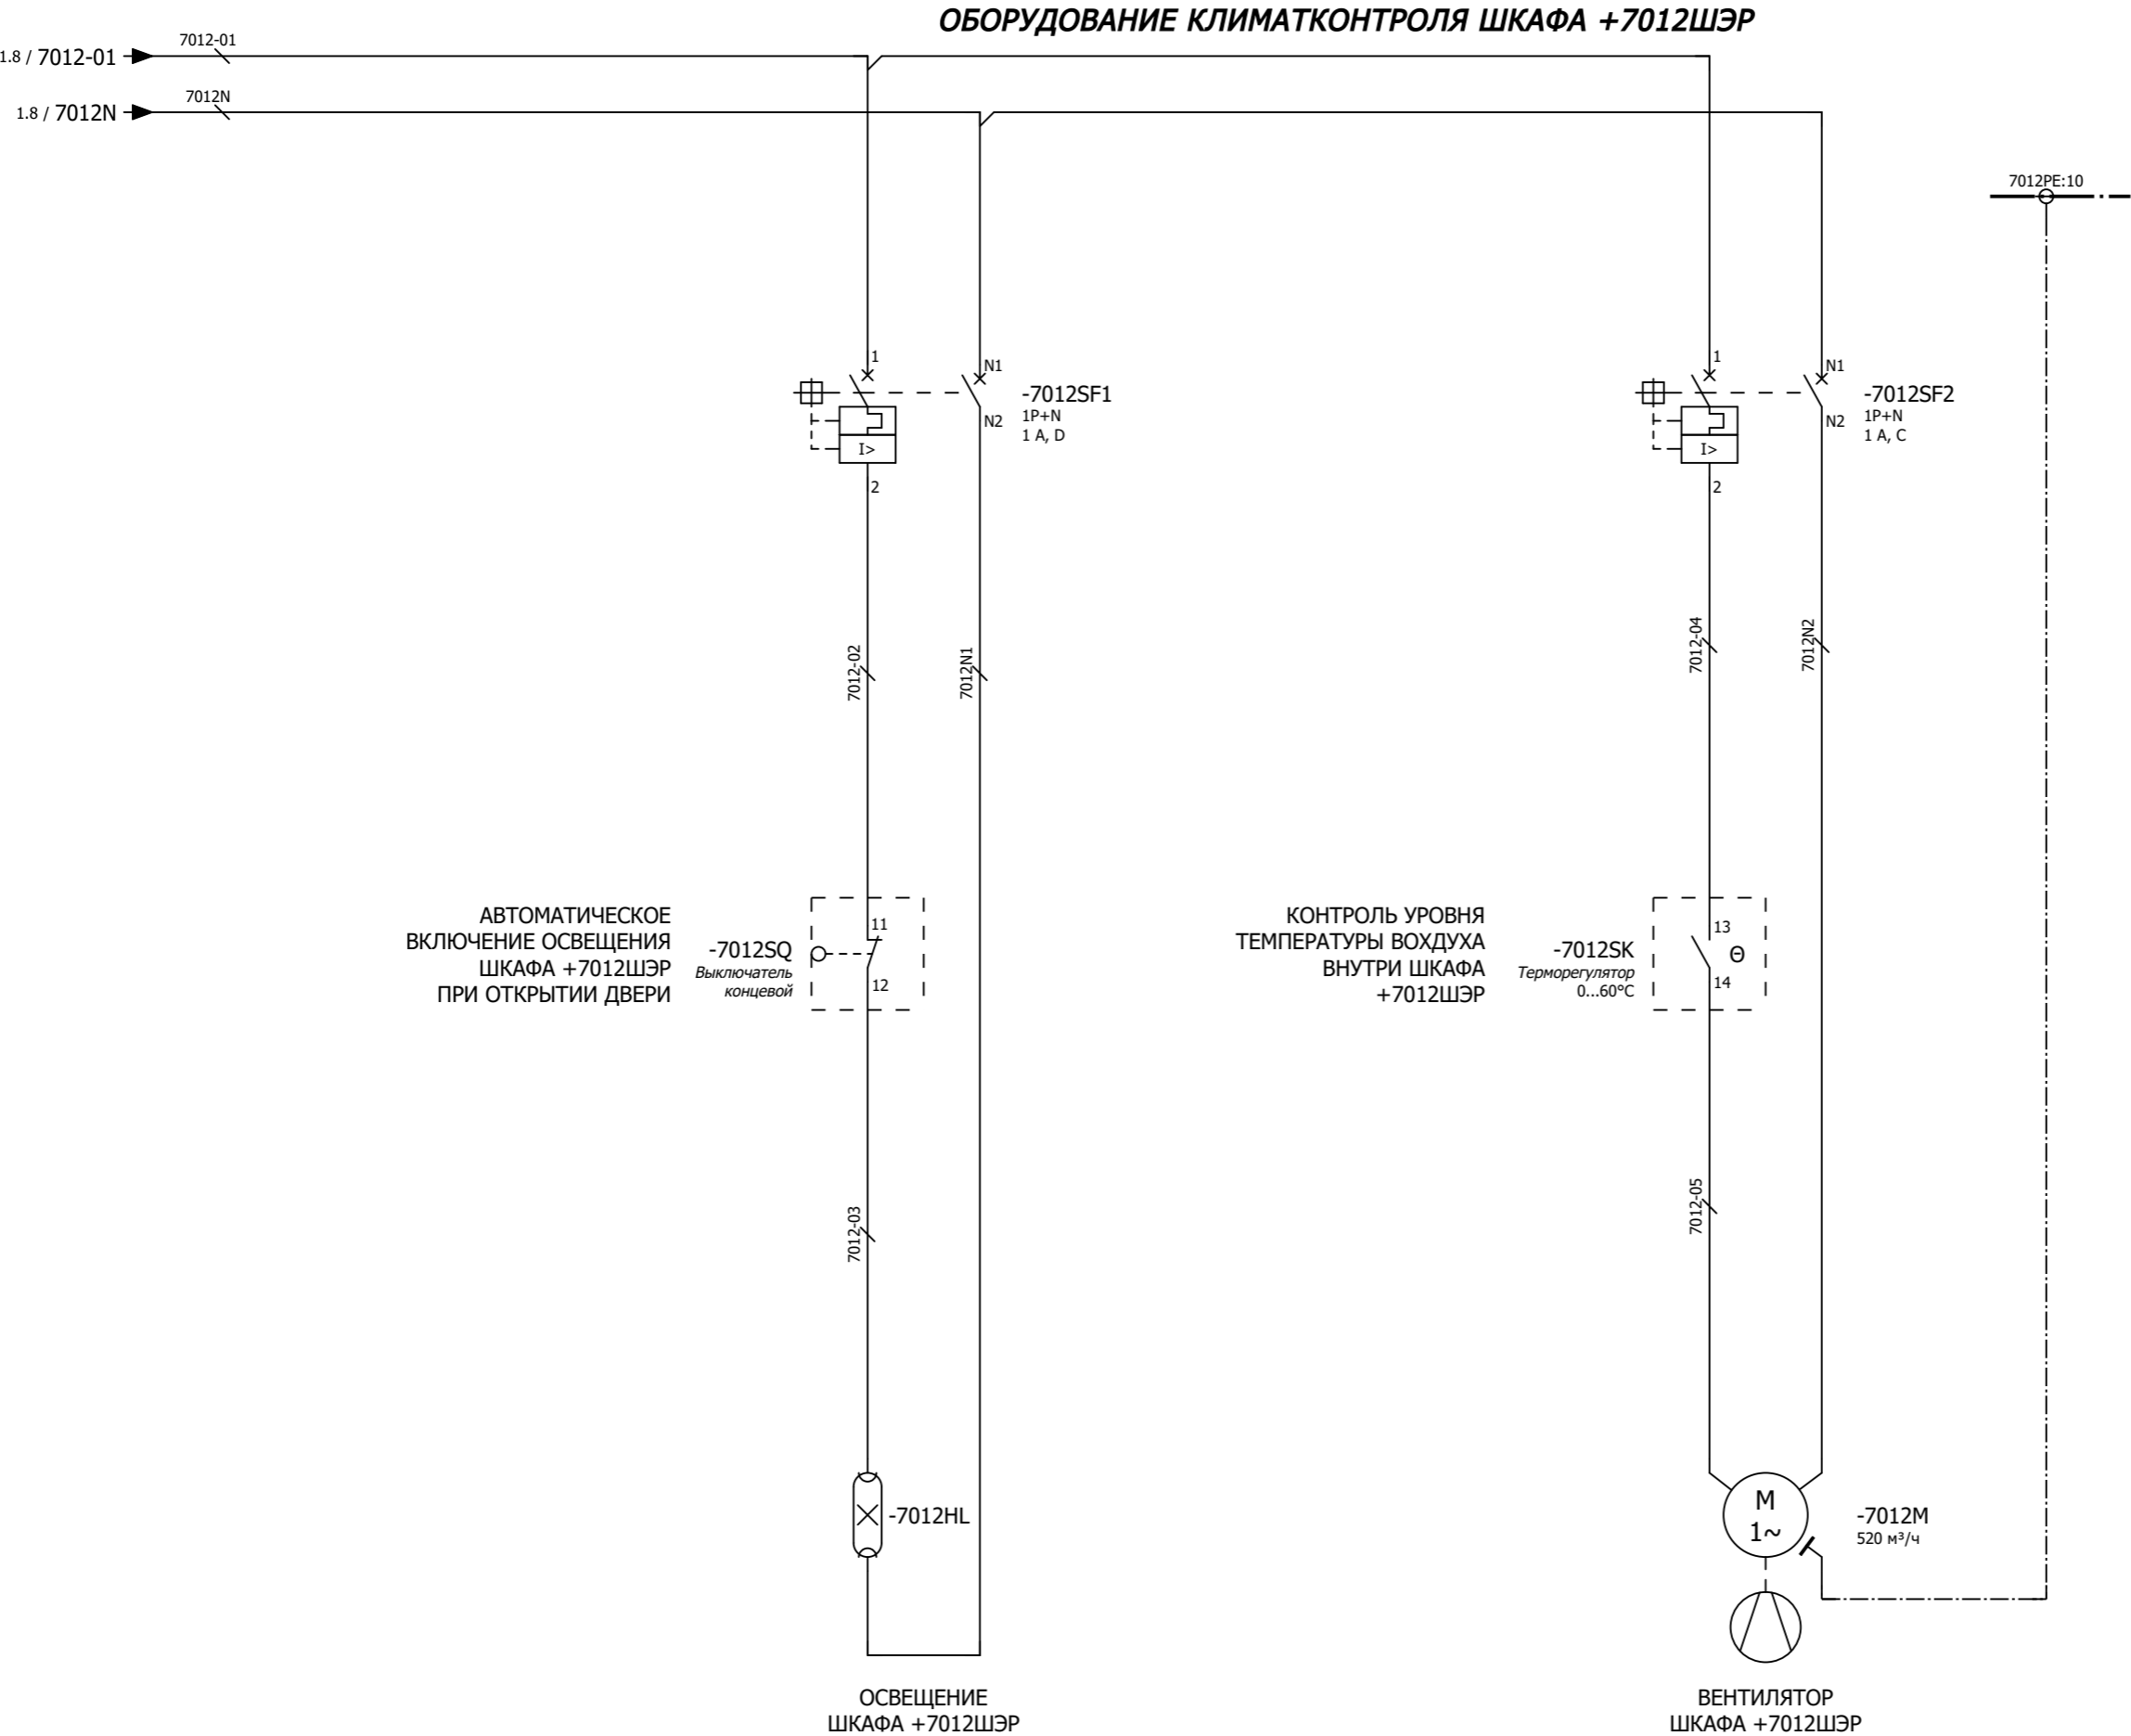 ОБОРУДОВАНИЕ КЛИМАТКОНТРОЛЯ ШКАФА +7012ШЭР
7012-01
1.8 / 7012-01
7012N
1.8 / 7012N
7012PE:10
1
N1
-7012SF1
1P+N
N2
1 A, D
I>
2
1
N1
-7012SF2
1P+N
N2
1 A, C
I>
2
7012-02
7012N1
7012-04
7012N2
АВТОМАТИЧЕСКОЕ
ВКЛЮЧЕНИЕ ОСВЕЩЕНИЯ
ШКАФА +7012ШЭР
ПРИ ОТКРЫТИИ ДВЕРИ
-7012SQ
Выключатель
концевой
11
12
КОНТРОЛЬ УРОВНЯ
ТЕМПЕРАТУРЫ ВОХДУХА
ВНУТРИ ШКАФА
+7012ШЭР
-7012SK
Терморегулятор
0...60°C
13
Θ
14
7012-03
7012-05
-7012HL
M
1~
-7012M
520 м³/ч
ОСВЕЩЕНИЕ
ШКАФА +7012ШЭР
ВЕНТИЛЯТОР
ШКАФА +7012ШЭР